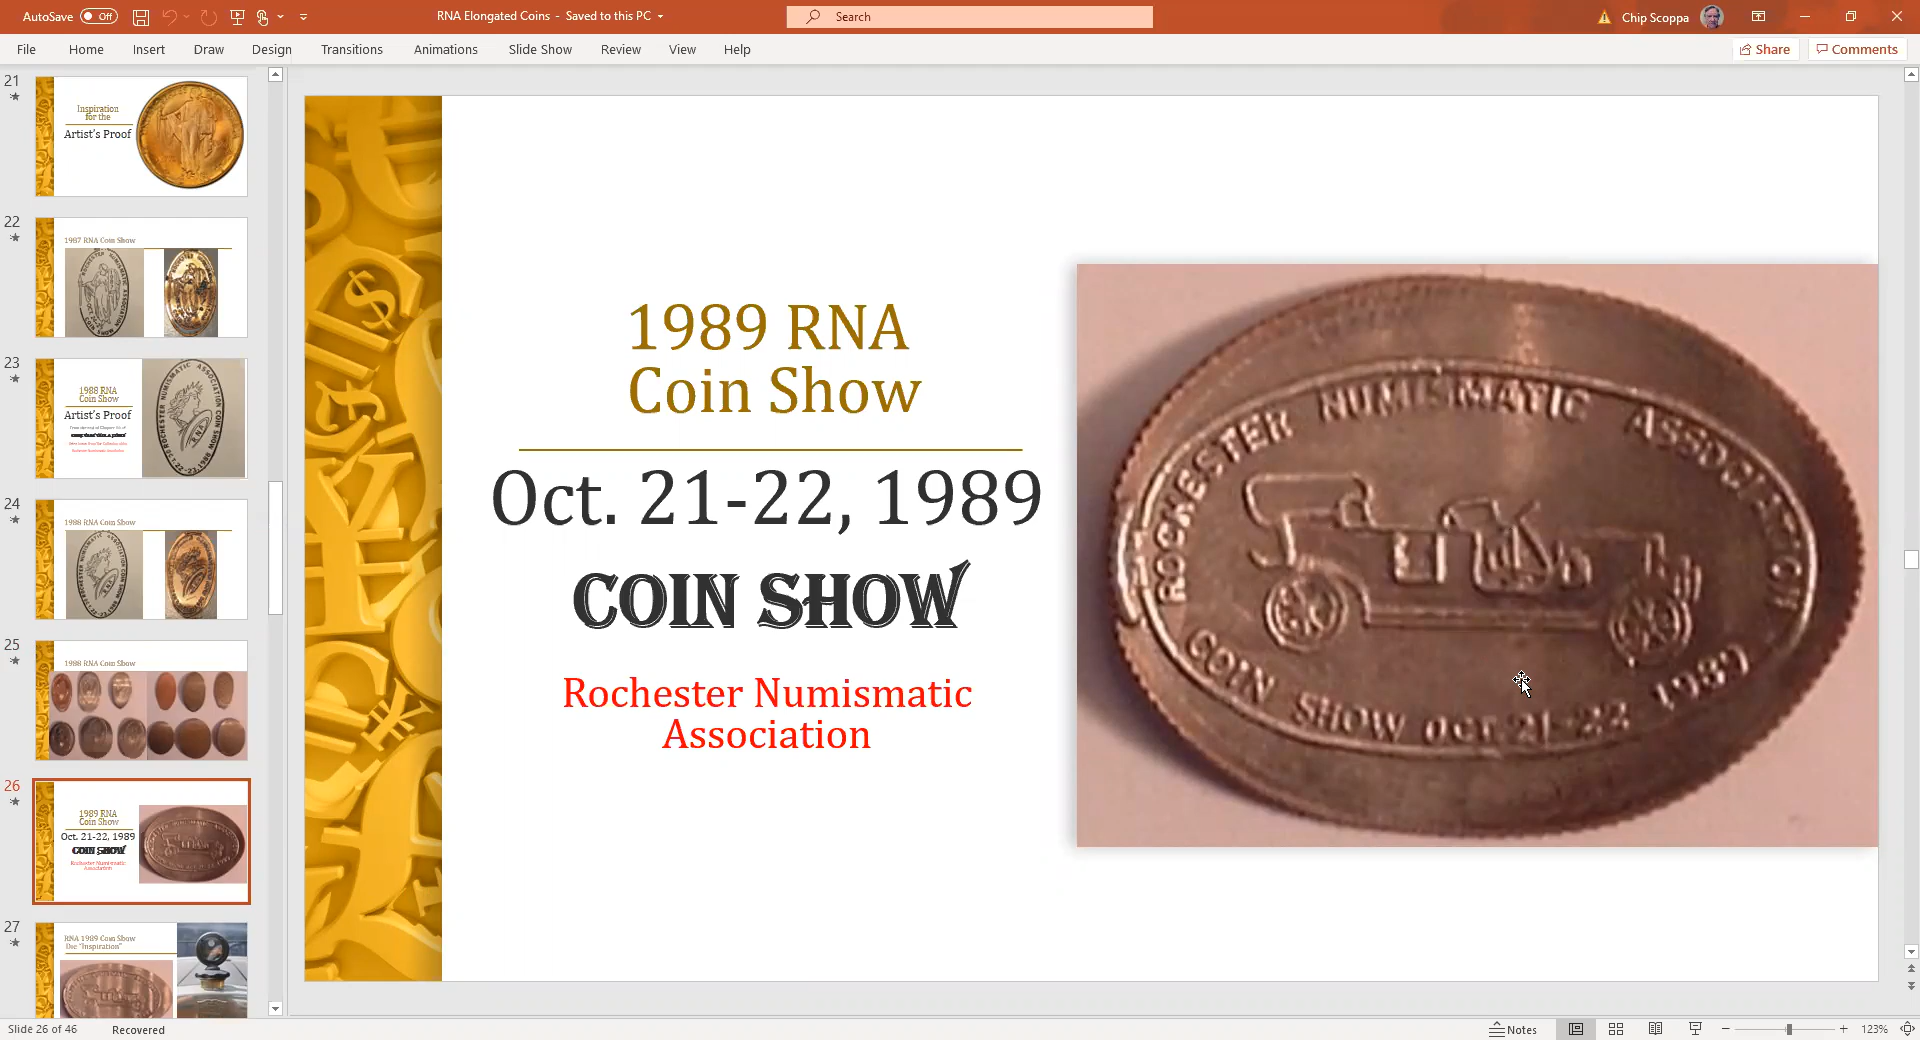 AutoSave Off
RNA Elongated Coins - Saved to this PC
Search
Chip Scoppa
File Home Insert Draw Design Transitions Animations Slide Show Review View Help
Share Comments
21
Inspiration
for the
Artist's Proof
22
1987 RNA Coin Show
23
1988 RNA
Coin Show
Artist's Proof
24
1988 RNA Coin Show
25
1988 RNA Coin Show
26
1989 RNA
Coin Show
Oct. 21-22, 1989
COIN SHOW
Rochester Numismatic
Association
27
RNA 1989 Coin Show
Die "Inspiration"
1989 RNA
Coin Show
Oct. 21-22, 1989
COIN SHOW
Rochester Numismatic
Association
ROCHESTER NUMISMATIC ASSOCIATION
COIN SHOW OCT. 21-22 1989
Slide 26 of 46 Recovered
Notes
123%